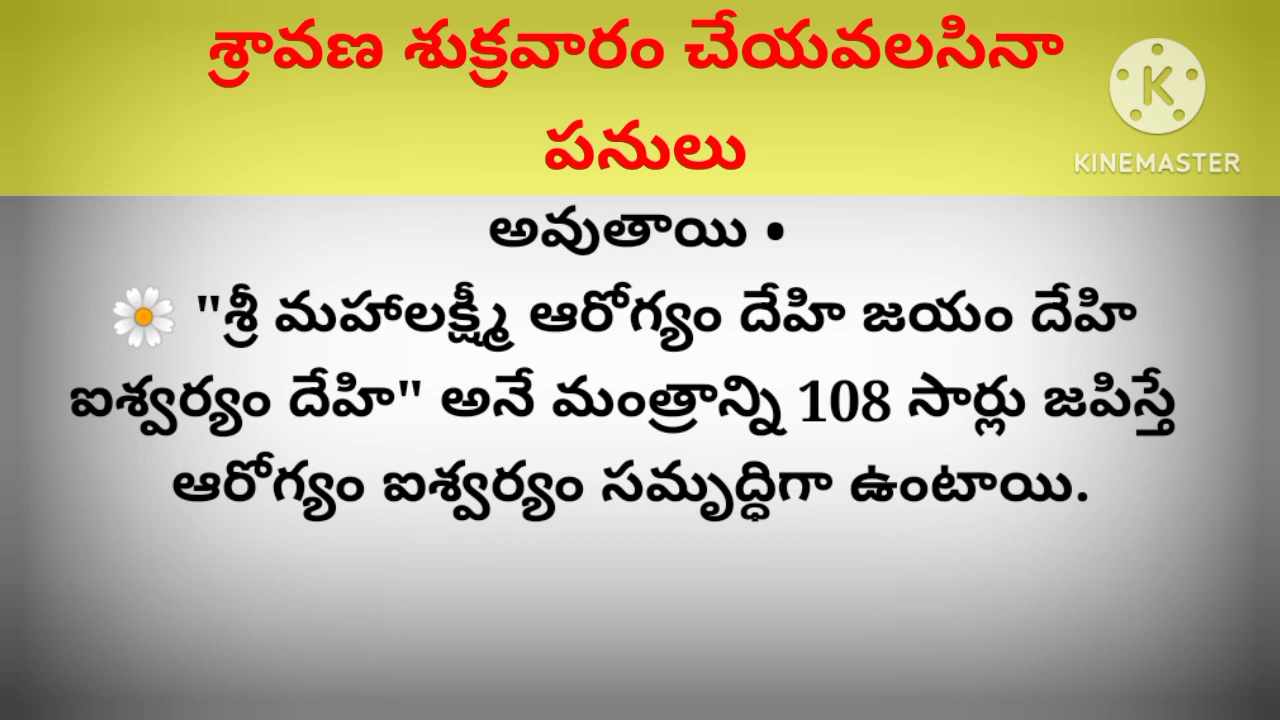 శ్రావణ శుక్రవారం చేయవలసినా
పనులు
KINEMASTER
అవుతాయి •
"శ్రీ మహాలక్ష్మీ ఆరోగ్యం దేహి జయం దేహి
ఐశ్వర్యం దేహి" అనే మంత్రాన్ని 108 సార్లు జపిస్తే
ఆరోగ్యం ఐశ్వర్యం సమృద్ధిగా ఉంటాయి.